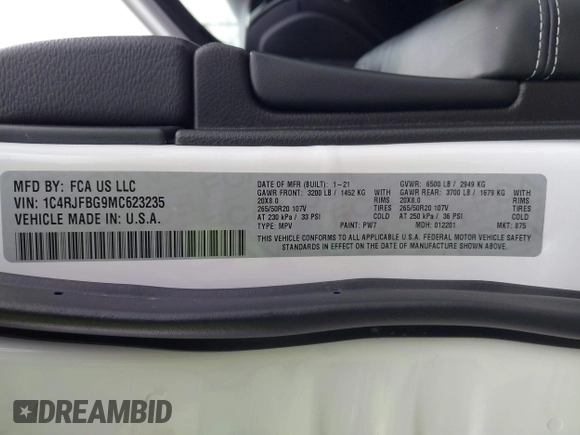 MFD BY: FCA US LLC
VIN: 1C4RJFBG9MC623235
VEHICLE MADE IN: U.S.A.
DATE OF MFR (BUILT): 1-21 GVWR: 6500 LB / 2949 KG
GAWR FRONT: 3200 LB / 1452 KG GAWR REAR: 3700 LB / 1679 KG
20X8.0 RIMS 20X8.0 RIMS
265/50R20 107V TIRES 265/50R20 107V TIRES
AT 230 kPa / 33 PSI AT 250 kPa / 36 PSI
TYPE: MPV PAINT: PW7 MDH: 012201 MKT: 875
THIS VEHICLE CONFORMS TO ALL APPLICABLE U.S.A. FEDERAL MOTOR VEHICLE SAFETY
STANDARDS IN EFFECT ON THE DATE OF MANUFACTURE SHOWN ABOVE.
DREAMBID